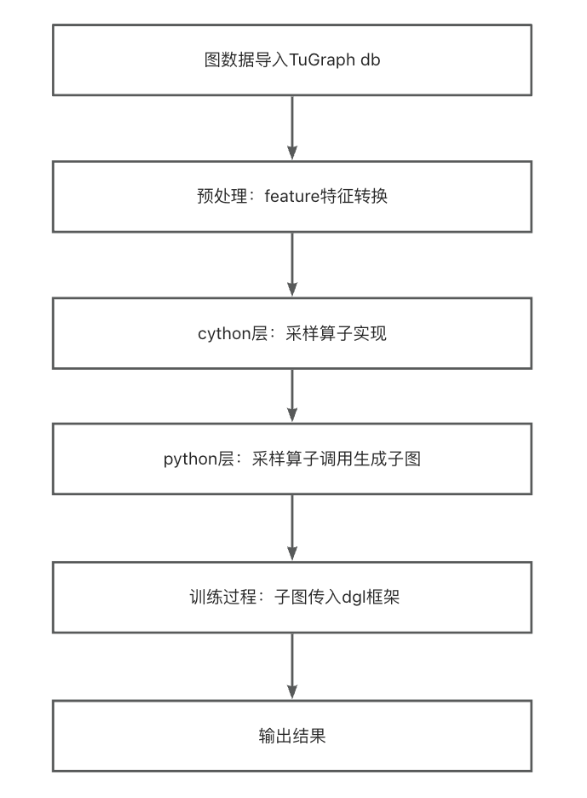 图数据导入TuGraph db
预处理：feature特征转换
cython层：采样算子实现
python层：采样算子调用生成子图
训练过程：子图传入dgl框架
输出结果